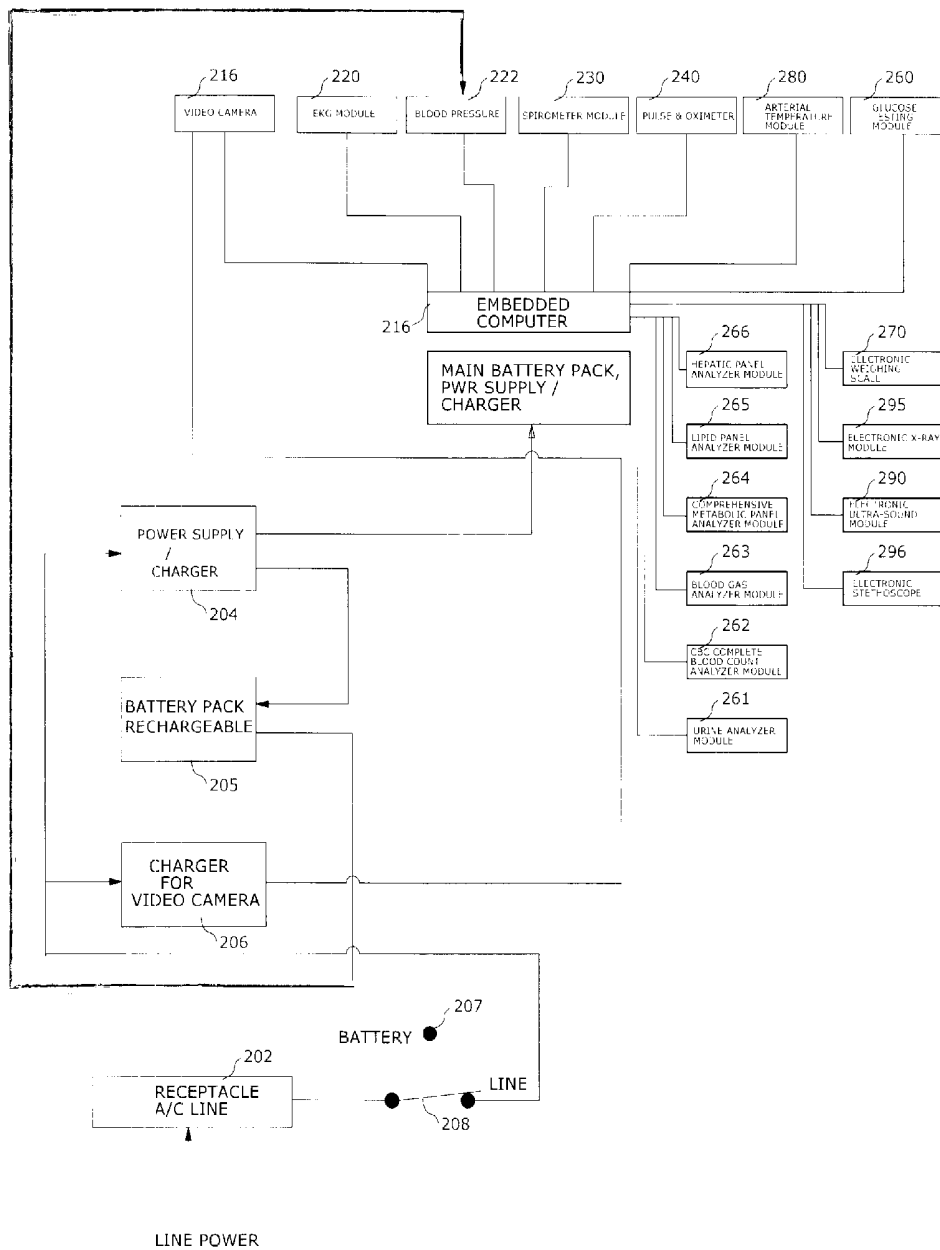 216
220
222
230
240
280
260
VIDEO CAMERA
EKG MODULE
BLOOD PRESSURE
SPIROMETER MODULE
PULSE & OXIMETER
ARTERIAL
TEMPERATURE
MODULE
GLUCOSE
TESTING
MODULE
EMBEDDED
COMPUTER
216
MAIN BATTERY PACK,
PWR SUPPLY /
CHARGER
266
HEPATIC PANEL
ANALYZER MODULE
270
ELECTRONIC
WEIGHING
SCALE
265
LIPID PANEL
ANALYZER MODULE
295
ELECTRONIC X-RAY
MODULE
264
COMPREHENSIVE
METABOLIC PANEL
ANALYZER MODULE
290
ELECTRONIC
ULTRA-SOUND
MODULE
263
BLOOD GAS
ANALYZER MODULE
296
ELECTRONIC
STETHOSCOPE
262
CBC COMPLETE
BLOOD COUNT
ANALYZER MODULE
261
URINE ANALYZER
MODULE
POWER SUPPLY
/
CHARGER
204
BATTERY PACK
RECHARGEABLE
205
CHARGER
FOR
VIDEO CAMERA
206
207
BATTERY
202
RECEPTACLE
A/C LINE
LINE
208
LINE POWER